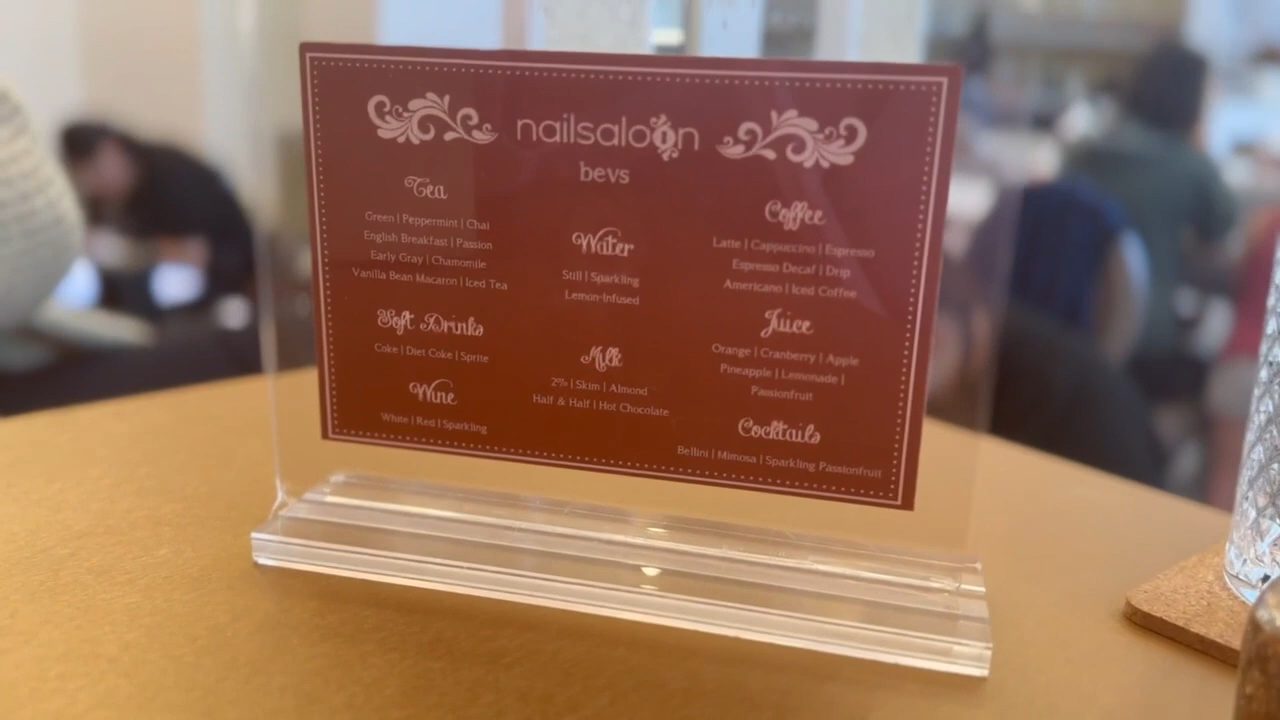 nailsaloon
bevs
Tea
Green | Peppermint | Chai
English Breakfast | Passion
Early Gray | Chamomile
Vanilla Bean Macaron | Iced Tea
Soft Drinks
Coke | Diet Coke | Sprite
Wine
White | Red | Sparkling
Water
Still | Sparkling
Lemon-Infused
Milk
2% | Skim | Almond
Half & Half | Hot Chocolate
Coffee
Latte | Cappuccino | Espresso
Espresso Decaf | Drip
Americano | Iced Coffee
Juice
Orange | Cranberry | Apple
Pineapple | Lemonade |
Passionfruit
Cocktails
Bellini | Mimosa | Sparkling Passionfruit